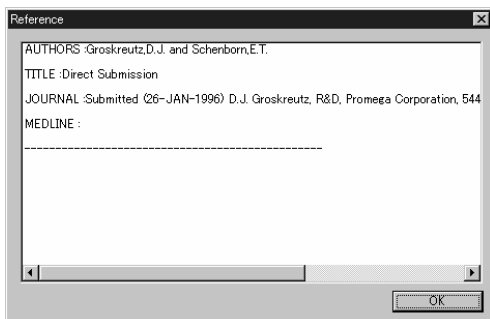 Reference
AUTHORS :Groskreutz,D.J. and Schenborn,E.T.
TITLE :Direct Submission
JOURNAL :Submitted (26-JAN-1996) D.J. Groskreutz, R&D, Promega Corporation, 544
MEDLINE :
------------------------------------------------
OK